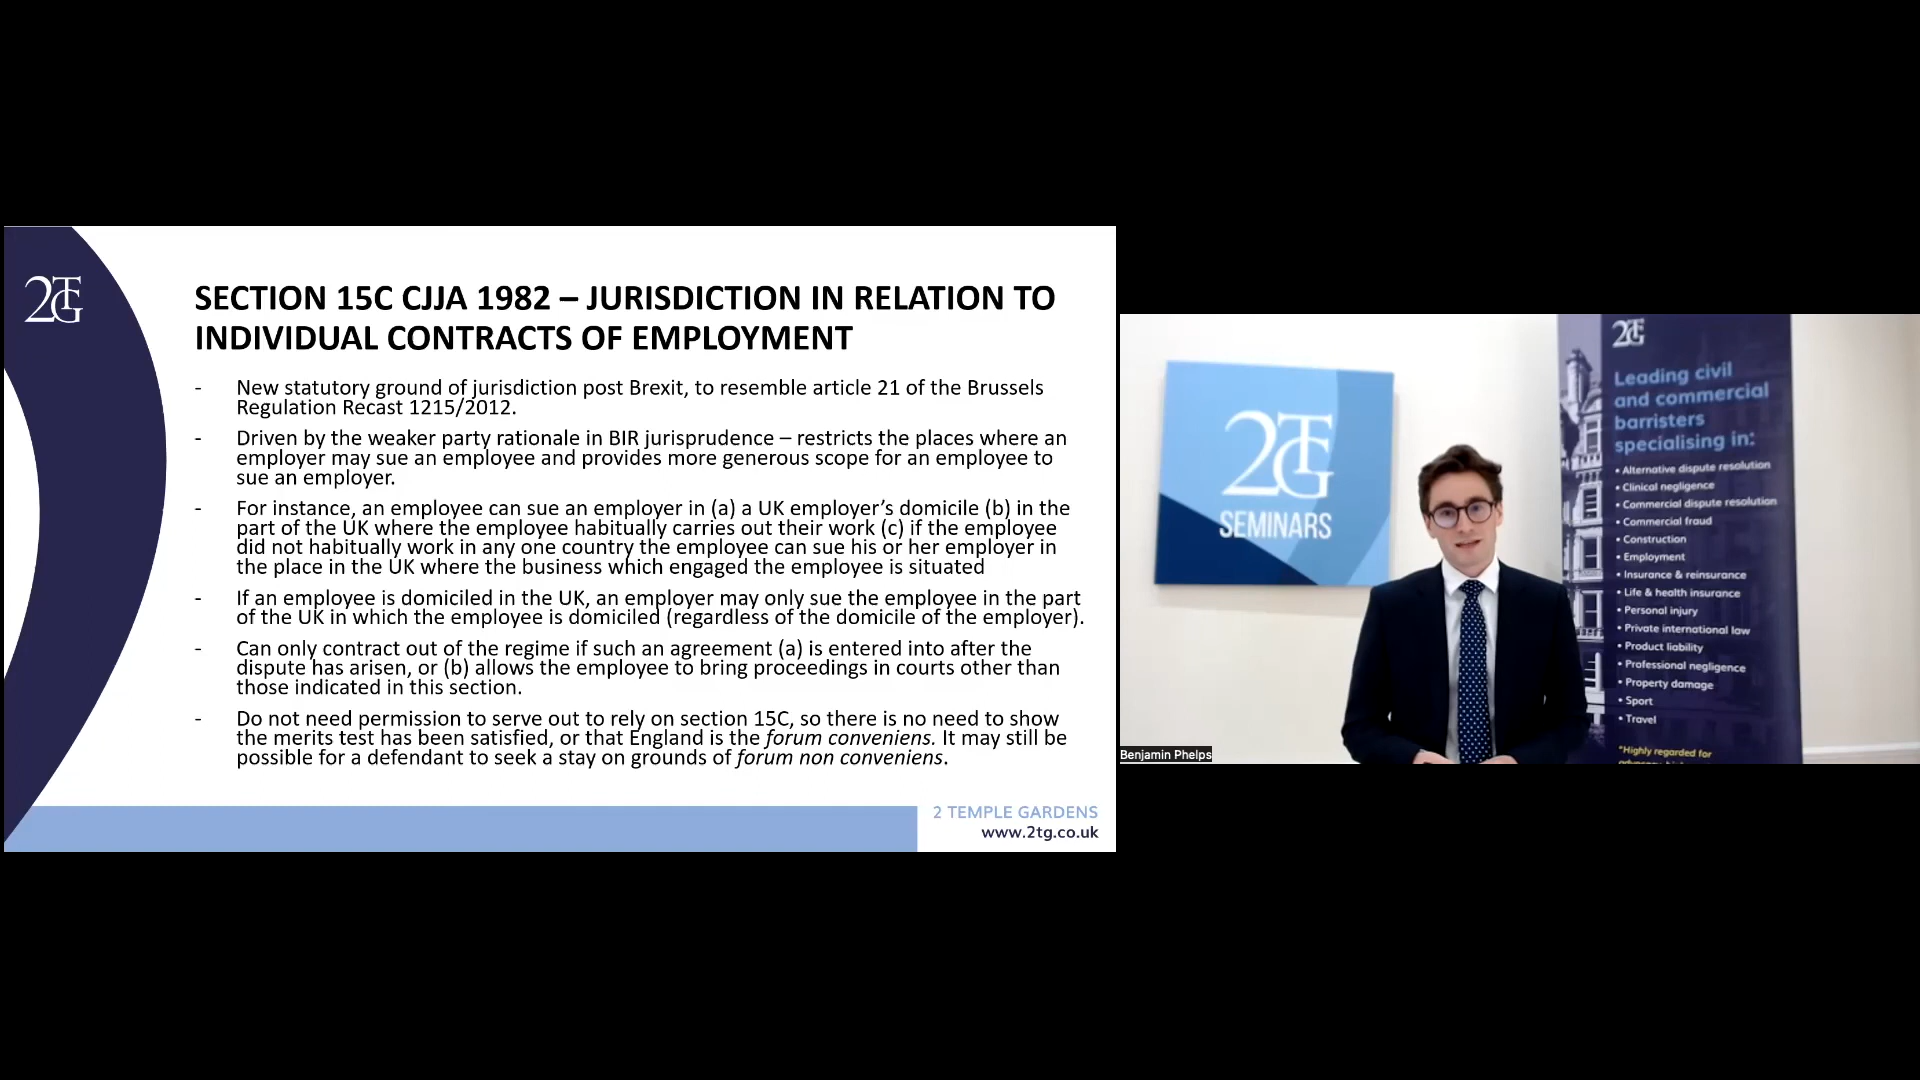 2TG
SECTION 15C CJJA 1982 – JURISDICTION IN RELATION TO
INDIVIDUAL CONTRACTS OF EMPLOYMENT
- New statutory ground of jurisdiction post Brexit, to resemble article 21 of the Brussels
Regulation Recast 1215/2012.
- Driven by the weaker party rationale in BIR jurisprudence – restricts the places where an
employer may sue an employee and provides more generous scope for an employee to
sue an employer.
- For instance, an employee can sue an employer in (a) a UK employer's domicile (b) in the
part of the UK where the employee habitually carries out their work (c) if the employee
did not habitually work in any one country the employee can sue his or her employer in
the place in the UK where the business which engaged the employee is situated
- If an employee is domiciled in the UK, an employer may only sue the employee in the part
of the UK in which the employee is domiciled (regardless of the domicile of the employer).
- Can only contract out of the regime if such an agreement (a) is entered into after the
dispute has arisen, or (b) allows the employee to bring proceedings in courts other than
those indicated in this section.
- Do not need permission to serve out to rely on section 15C, so there is no need to show
the merits test has been satisfied, or that England is the forum conveniens. It may still be
possible for a defendant to seek a stay on grounds of forum non conveniens.
2 TEMPLE GARDENS
www.2tg.co.uk
2TG
SEMINARS
2TG
Leading civil
and commercial
barristers
specialising in:
• Alternative dispute resolution
• Clinical negligence
• Commercial dispute resolution
• Commercial fraud
• Construction
• Employment
• Insurance & reinsurance
• Life & health insurance
• Personal injury
• Private international law
• Product liability
• Professional negligence
• Property damage
• Sport
• Travel
"Highly regarded for
Benjamin Phelps